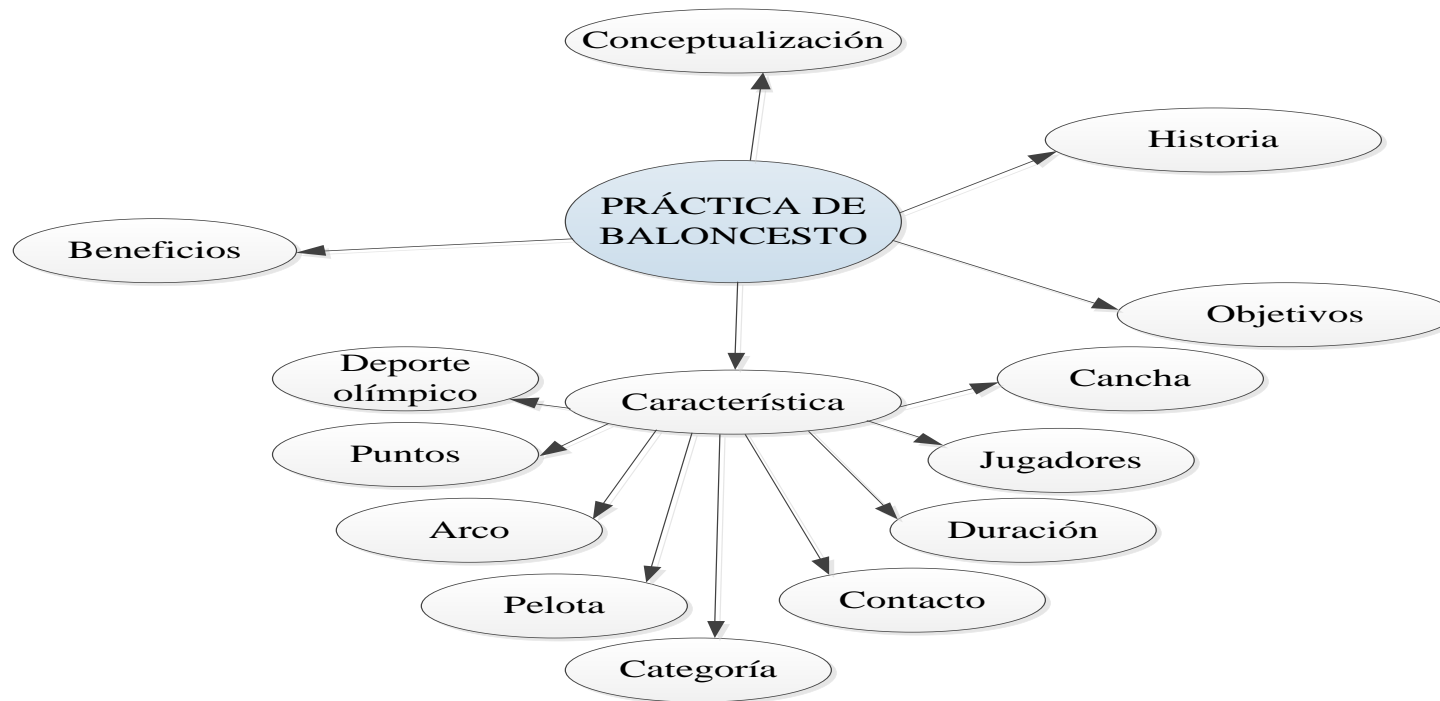 Conceptualización
Historia
PRÁCTICA DE
BALONCESTO
Beneficios
Objetivos
Deporte
olímpico
Característica
Cancha
Puntos
Jugadores
Arco
Duración
Pelota
Contacto
Categoría